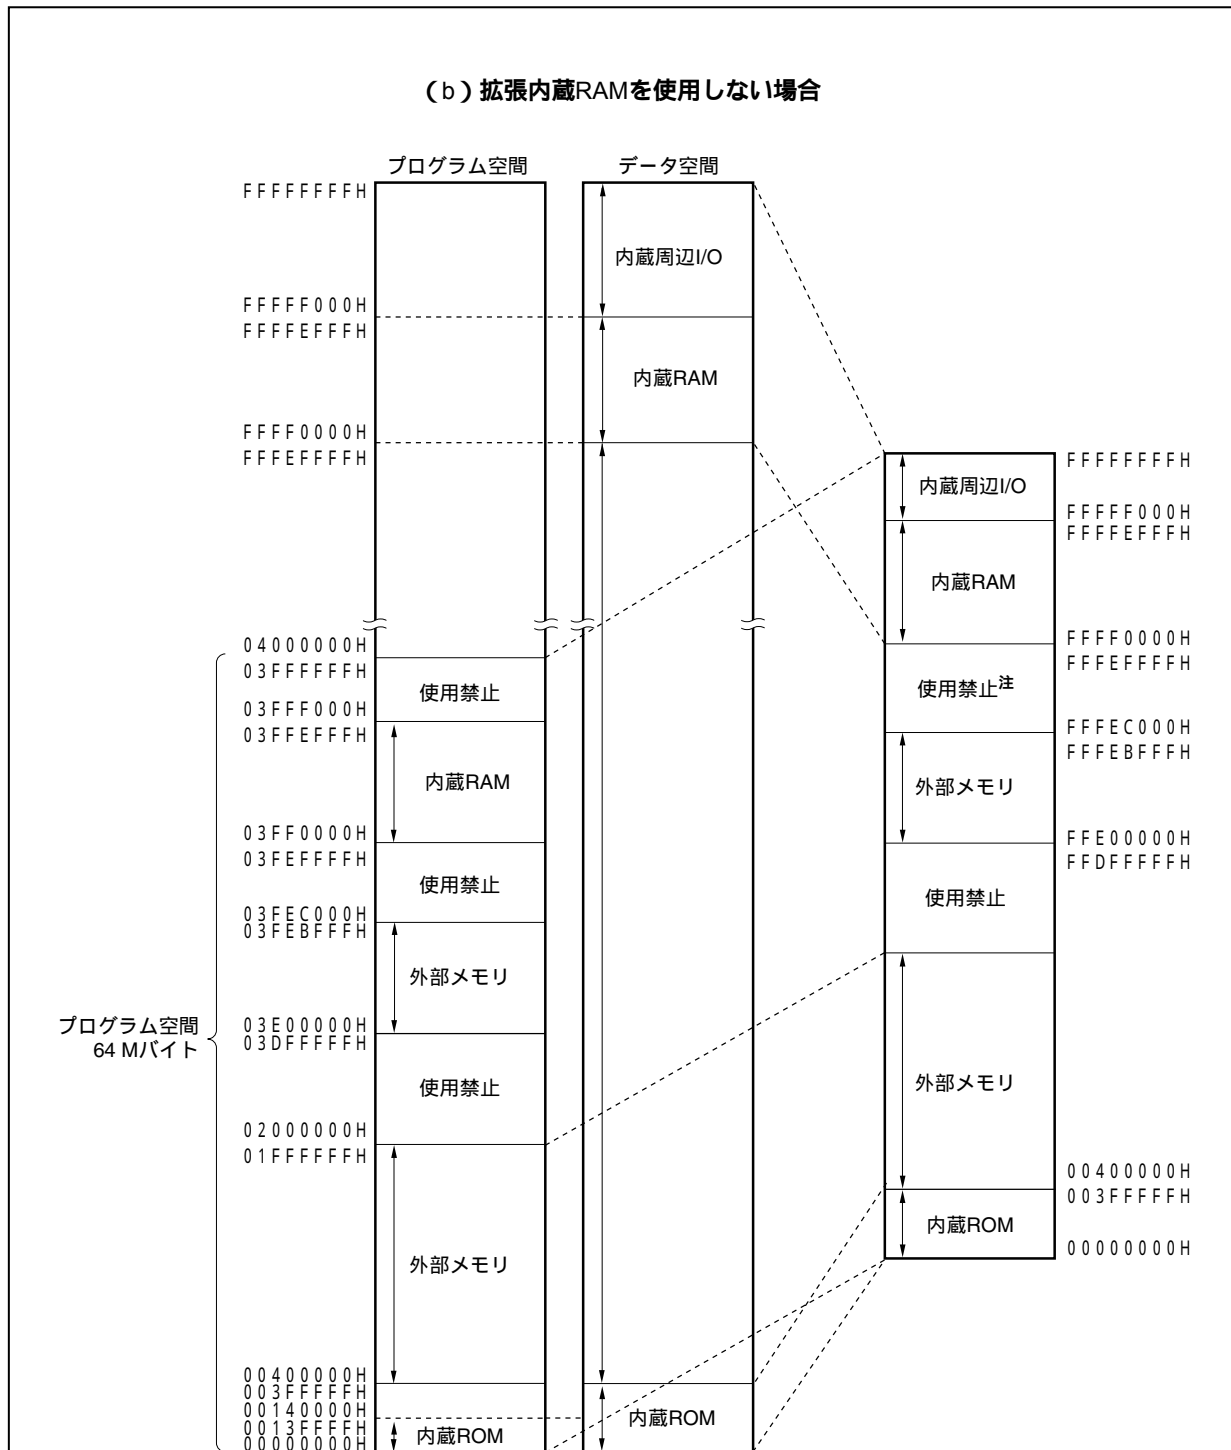 (b)拡張内蔵RAMを使用しない場合
プログラム空間
データ空間
FFFFFFFFH
内蔵周辺I/O
FFFFF000H
FFFFEFFFH
内蔵RAM
FFFF0000H
FFFEFFFFH
04000000H
03FFFFFFH
使用禁止
03FFF000H
03FFEFFFH
内蔵RAM
03FF0000H
03FEFFFFH
使用禁止
03FEC000H
03FEBFFFH
外部メモリ
03E00000H
03DFFFFFH
プログラム空間
64 Mバイト
使用禁止
02000000H
01FFFFFFH
外部メモリ
00400000H
003FFFFFH
00140000H
0013FFFFH
00000000H
内蔵ROM
内蔵ROM
FFFFFFFFH
内蔵周辺I/O
FFFFF000H
FFFFEFFFH
内蔵RAM
FFFF0000H
FFFEFFFFH
使用禁止注
FFFEC000H
FFFEBFFFH
外部メモリ
FFE00000H
FFDFFFFFH
使用禁止
外部メモリ
00400000H
003FFFFFH
内蔵ROM
00000000H